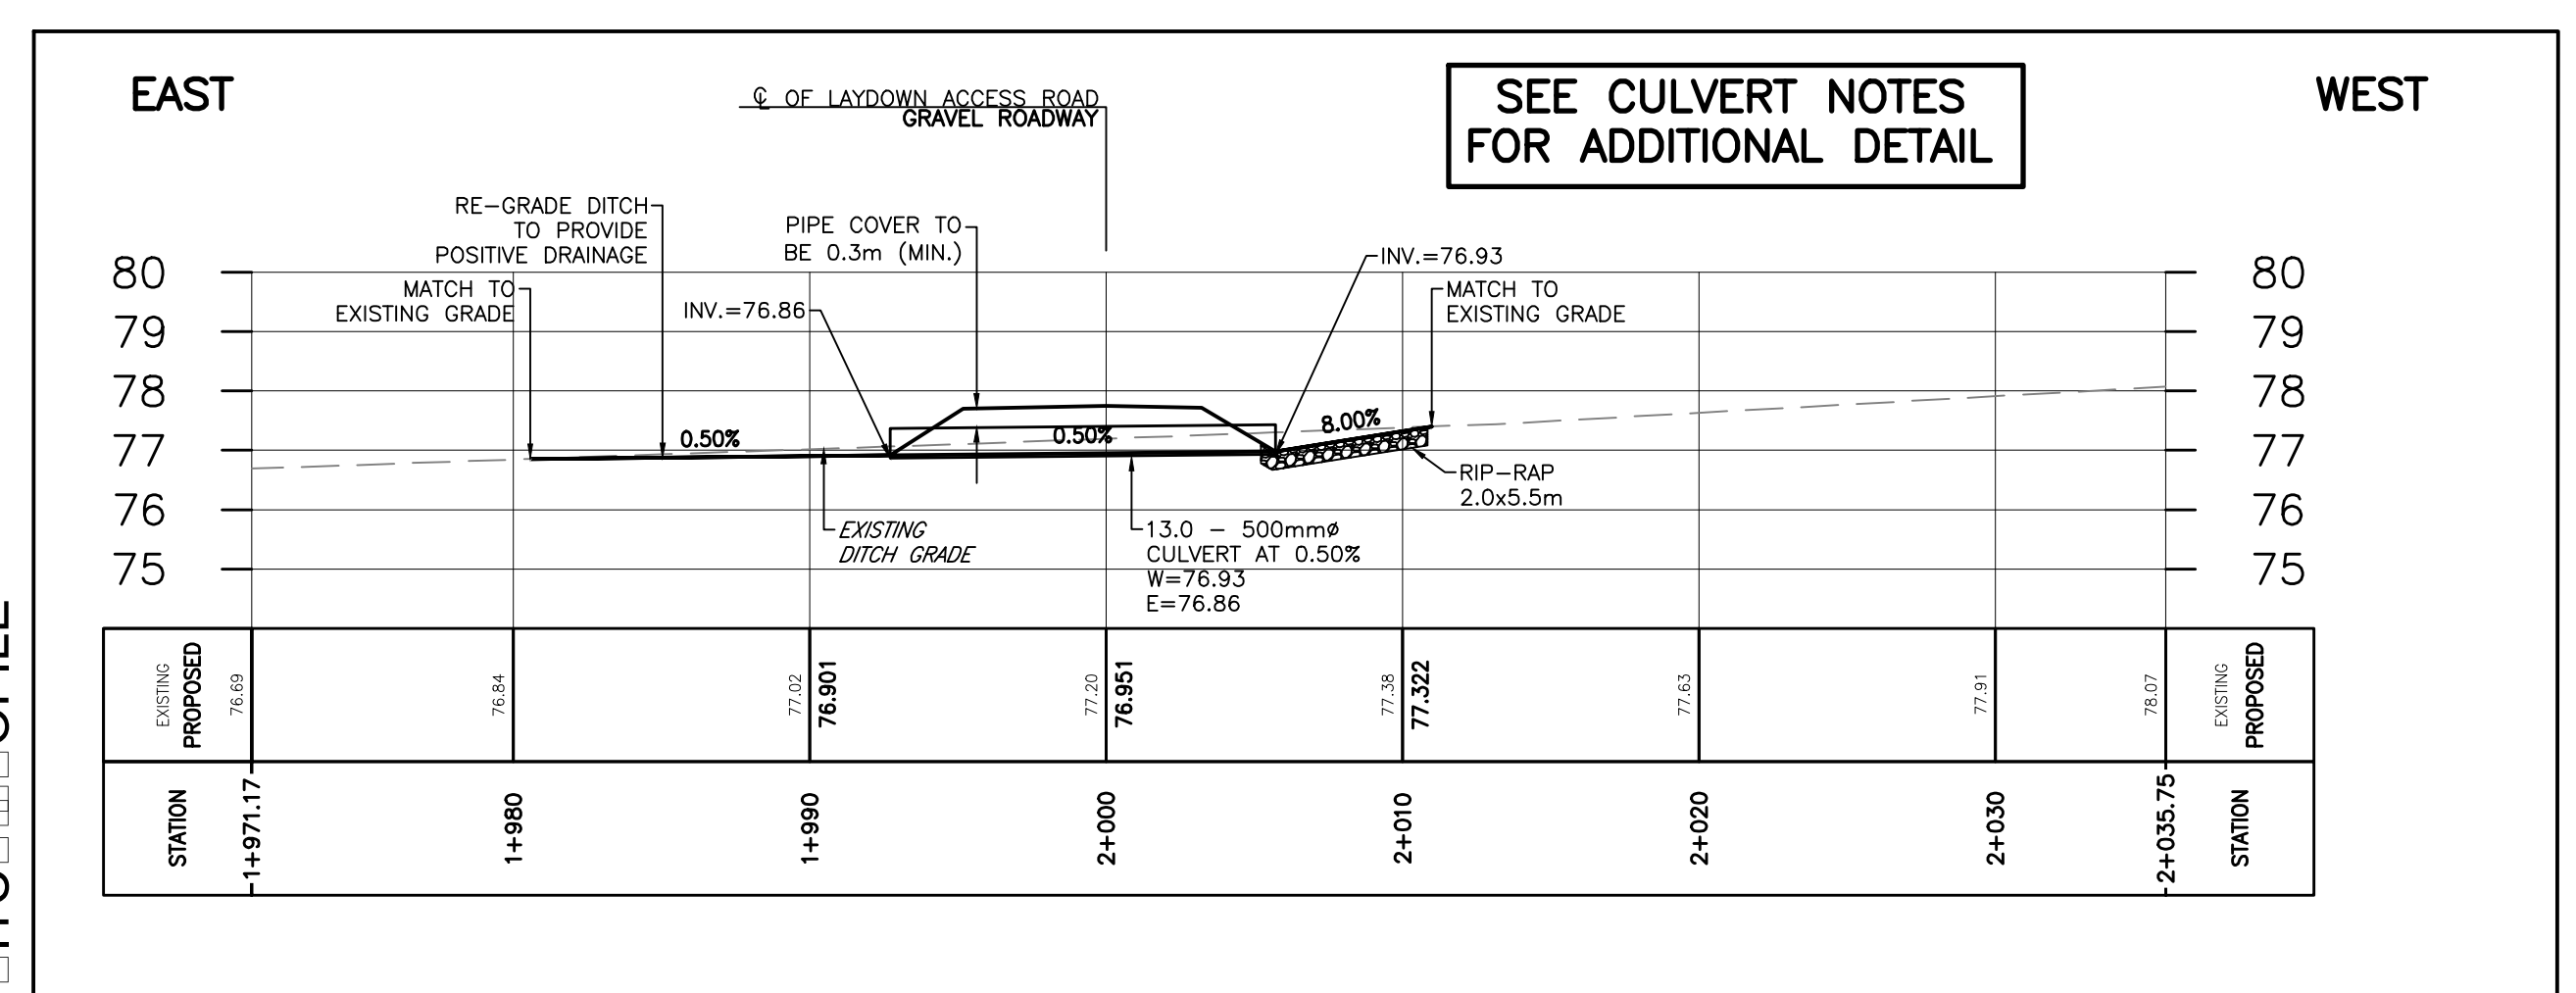 EAST
℄ OF LAYDOWN ACCESS ROAD
GRAVEL ROADWAY
SEE CULVERT NOTES
FOR ADDITIONAL DETAIL
WEST
RE-GRADE DITCH
TO PROVIDE
POSITIVE DRAINAGE
PIPE COVER TO
BE 0.3m (MIN.)
INV.=76.93
MATCH TO
EXISTING GRADE
INV.=76.86
MATCH TO
EXISTING GRADE
80
79
78
77
76
75
80
79
78
77
76
75
0.50%
0.50%
8.00%
RIP-RAP
2.0x5.5m
EXISTING
DITCH GRADE
13.0 - 500mmø
CULVERT AT 0.50%
W=76.93
E=76.86
EXISTING
PROPOSED
76.69
76.84
77.02
76.901
77.20
76.951
77.38
77.322
77.63
77.91
78.07
EXISTING
PROPOSED
STATION
1+971.17
1+980
1+990
2+000
2+010
2+020
2+030
2+035.75
STATION